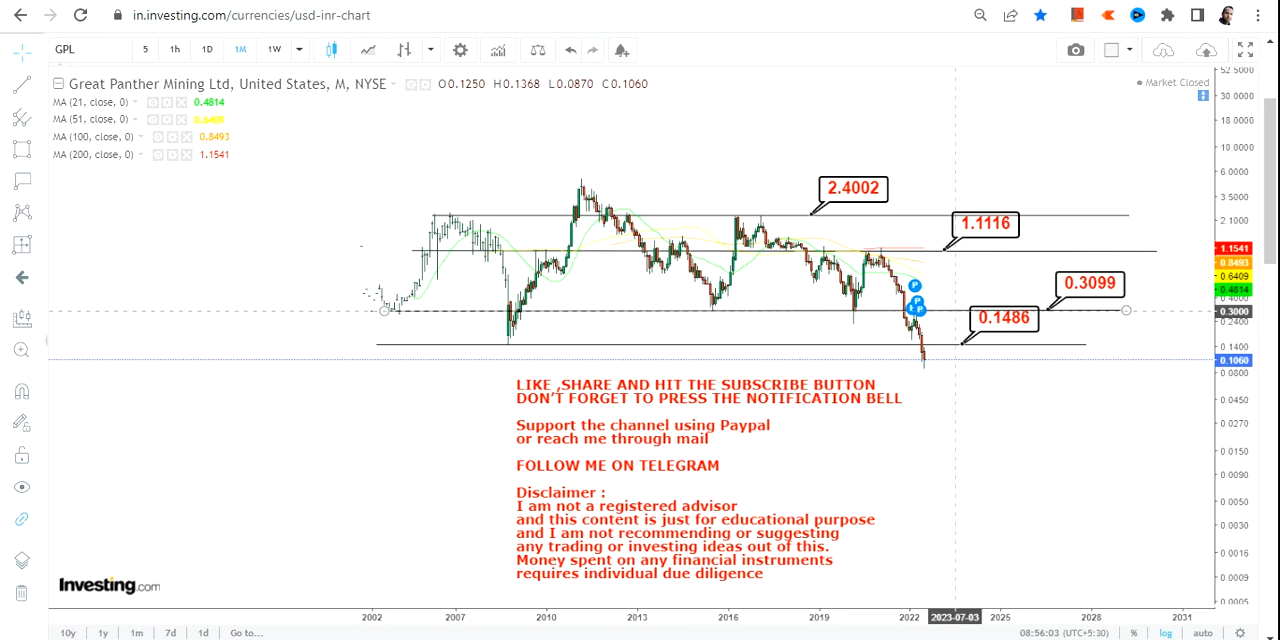 in.investing.com/currencies/usd-inr-chart
GPL 5 1h 1D 1M 1W
Great Panther Mining Ltd, United States, M, NYSE O0.1250 H0.1368 L0.0870 C0.1060
Market Closed
MA (21, close, 0) 0.4814
MA (51, close, 0) 0.6409
MA (100, close, 0) 0.8493
MA (200, close, 0) 1.1541
52.5000
30.0000
18.0000
10.0000
6.0000
3.5000
2.1000
1.1541
0.8493
0.6409
0.4814
0.4000
0.3000
0.2400
0.1400
0.1060
0.0800
0.0450
0.0270
0.0150
0.0090
0.0050
0.0030
0.0016
0.0009
0.0005
2.4002
1.1116
0.3099
0.1486
P
P
P
LIKE ,SHARE AND HIT THE SUBSCRIBE BUTTON
DON'T FORGET TO PRESS THE NOTIFICATION BELL
Support the channel using Paypal
or reach me through mail
FOLLOW ME ON TELEGRAM
Disclaimer :
I am not a registered advisor
and this content is just for educational purpose
and I am not recommending or suggesting
any trading or investing ideas out of this.
Money spent on any financial instruments
requires individual due diligence
Investing.com
2002 2007 2010 2013 2016 2019 2022 2023-07-03 2025 2028 2031
10y 1y 1m 7d 1d Go to... 08:56:03 (UTC+5:30) % log auto